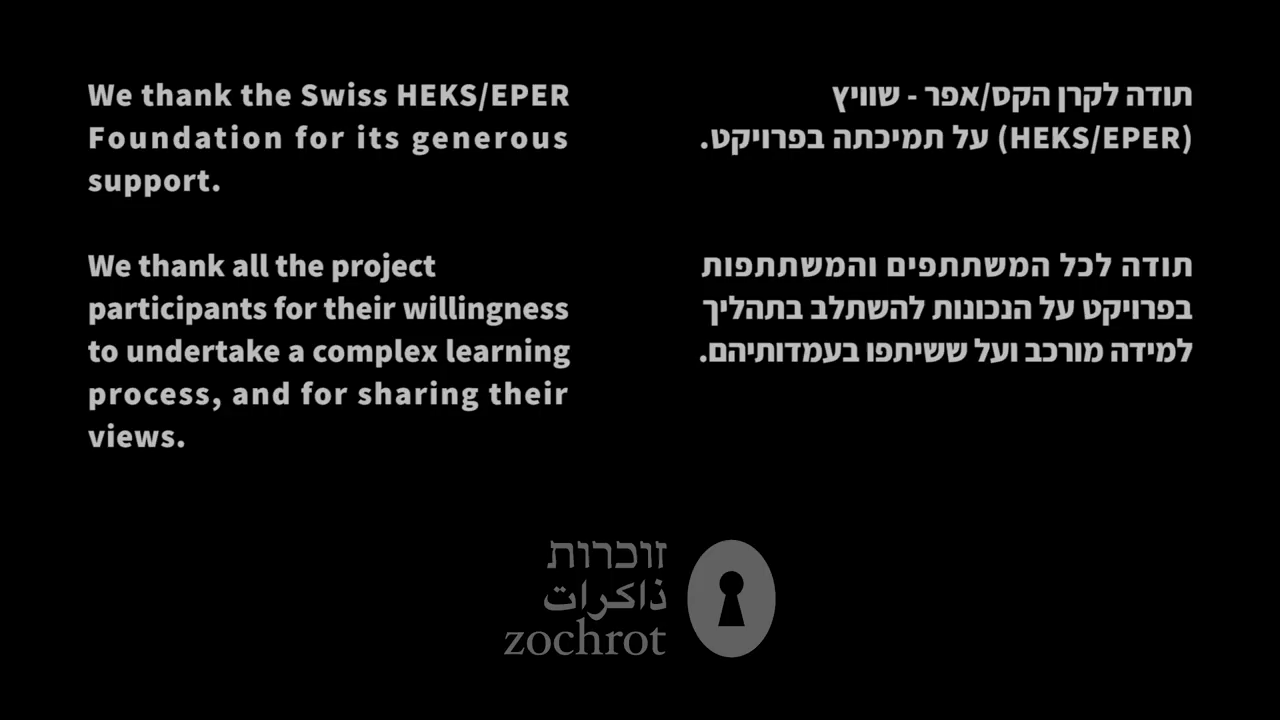 We thank the Swiss HEKS/EPER
Foundation for its generous
support.
We thank all the project
participants for their willingness
to undertake a complex learning
process, and for sharing their
views.
תודה לקרן הקס/אפר - שוויץ
(HEKS/EPER) על תמיכתה בפרויקט.
תודה לכל המשתתפים והמשתתפות
בפרויקט על הנכונות להשתלב בתהליך
למידה מורכב ועל ששיתפו בעמדותיהם.
זוכרות
ذاكرات
zochrot